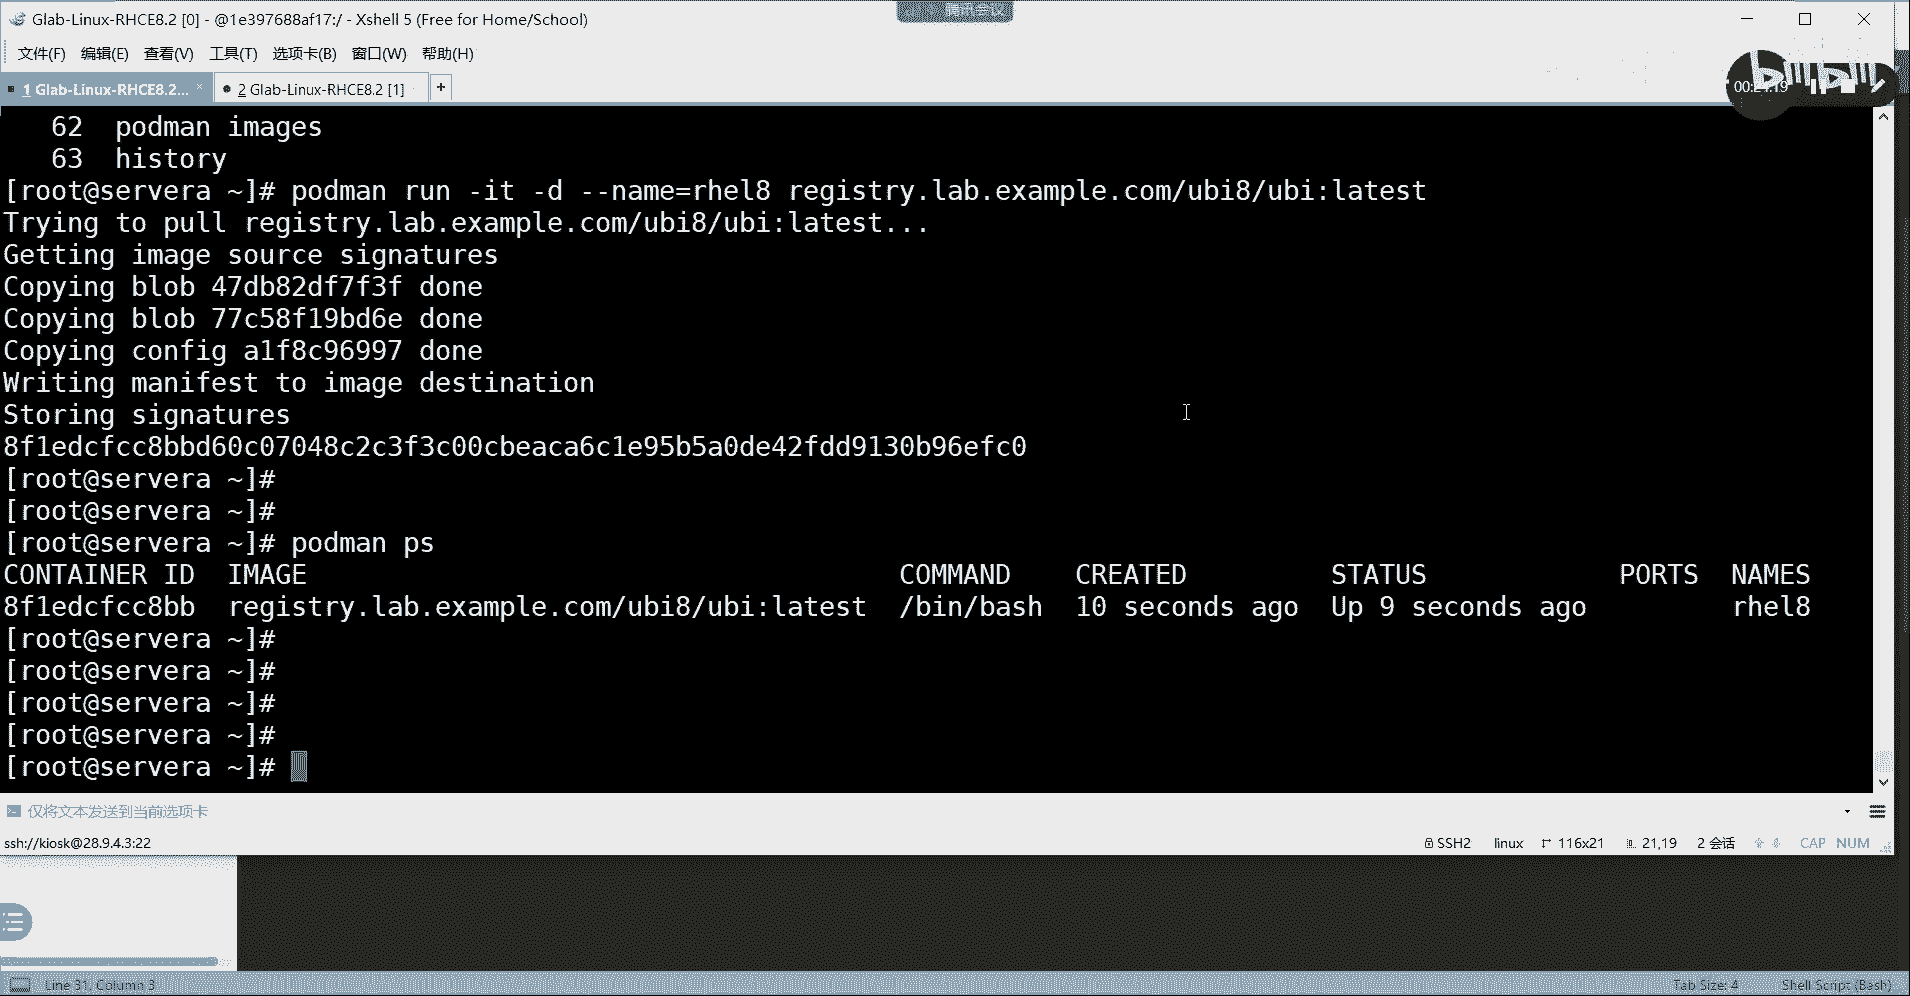 Glab-Linux-RHCE8.2 [0] - @1e397688af17:/ - Xshell 5 (Free for Home/School)
腾讯会议
文件(F) 编辑(E) 查看(V) 工具(T) 选项卡(B) 窗口(W) 帮助(H)
1 Glab-Linux-RHCE8.2... × 2 Glab-Linux-RHCE8.2 [1] +
bilibili
62 podman images
63 history
[root@servera ~]# podman run -it -d --name=rhel8 registry.lab.example.com/ubi8/ubi:latest
Trying to pull registry.lab.example.com/ubi8/ubi:latest...
Getting image source signatures
Copying blob 47db82df7f3f done
Copying blob 77c58f19bd6e done
Copying config a1f8c96997 done
Writing manifest to image destination
Storing signatures
8f1edcfcc8bbd60c07048c2c3f3c00cbeaca6c1e95b5a0de42fdd9130b96efc0
[root@servera ~]#
[root@servera ~]#
[root@servera ~]# podman ps
CONTAINER ID IMAGE COMMAND CREATED STATUS PORTS NAMES
8f1edcfcc8bb registry.lab.example.com/ubi8/ubi:latest /bin/bash 10 seconds ago Up 9 seconds ago rhel8
[root@servera ~]#
[root@servera ~]#
[root@servera ~]#
[root@servera ~]#
[root@servera ~]#
仅将文本发送到当前选项卡
ssh://kiosk@28.9.4.3:22 SSH2 linux 116x21 21,19 2 会话 CAP NUM
Line 31, Column 3 Tab Size: 4 Shell Script (Bash)